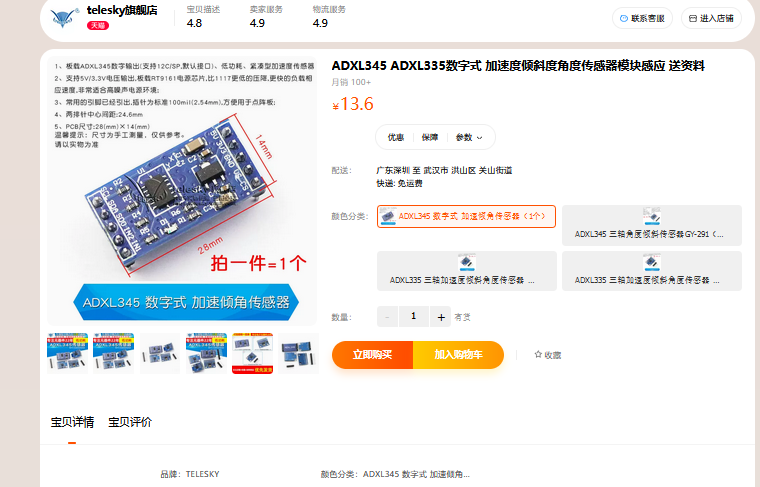 telesky旗舰店
天猫
宝贝描述 卖家服务 物流服务
4.8 4.9 4.9
联系客服
进入店铺
1、板载ADXL345数字输出(支持12C/SP,默认接口)、低功耗、紧凑型加速度传感器
2、支持5V/3.3V电压输出,板载RT9161电源芯片,比1117更低的压降,更快的负载相
应速度,非常适合高噪声电源环境;
3、常用的引脚已经引出,插针为标准100mil(2.54mm),方便用于点阵板;
4、两排针中心间距:24.6mm
5、PCB尺寸:28(mm)×14(mm)
温馨提示：尺寸为手工测量，仅供参考。
请以实物为准
14mm
28mm
拍一件=1个
ADXL345 数字式 加速倾角传感器
ADXL345 ADXL335数字式 加速度倾斜度角度传感器模块感应 送资料
月销 100+
¥13.6
优惠 保障 参数
配送: 广东深圳 至 武汉市 洪山区 关山街道
快递: 免运费
颜色分类: ADXL345 数字式 加速倾角传感器（1个）
ADXL345 三轴角度倾斜传感器GY-291（...
ADXL335 三轴加速度倾斜角度传感器 ...
ADXL335 三轴加速度倾斜角度传感器 ...
数量: - 1 + 有货
立即购买 加入购物车 收藏
宝贝详情 宝贝评价
品牌: TELESKY 颜色分类: ADXL345 数字式 加速倾角...